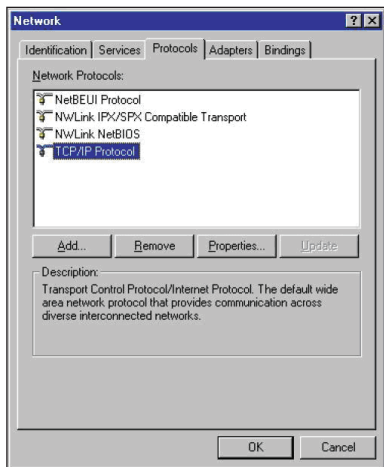 Network
Identification Services Protocols Adapters Bindings
Network Protocols:
NetBEUI Protocol
NWLink IPX/SPX Compatible Transport
NWLink NetBIOS
TCP/IP Protocol
Add... Remove Properties... Update
Description:
Transport Control Protocol/Internet Protocol. The default wide
area network protocol that provides communication across
diverse interconnected networks.
OK Cancel